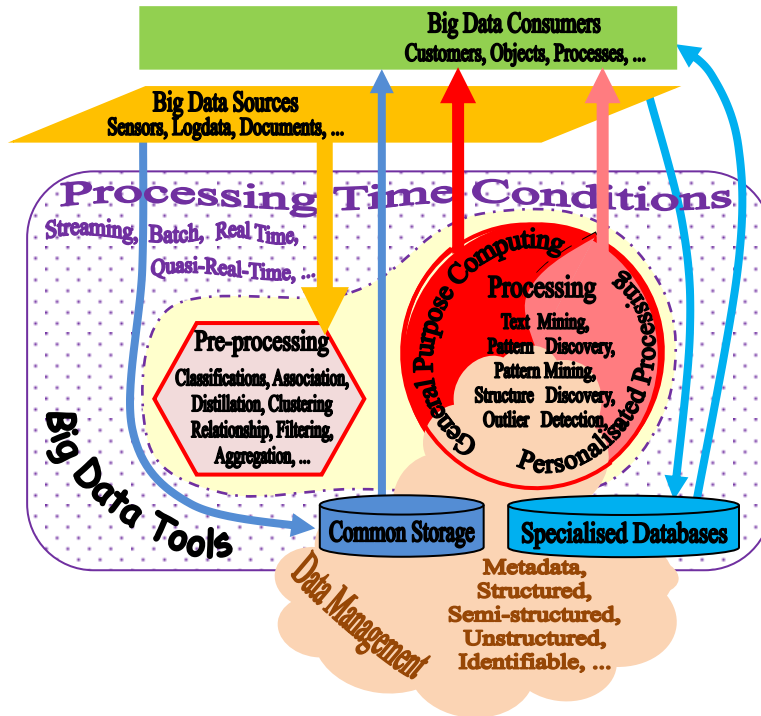 Big Data Consumers
Customers, Objects, Processes, ...
Big Data Sources
Sensors, Logdata, Documents, ...
Processing Time Conditions
Streaming, Batch, Real Time,
Quasi-Real-Time, ...
General Purpose Computing
Personalisated Processing
Processing
Text Mining,
Pattern Discovery,
Pattern Mining,
Structure Discovery,
Outlier Detection,
Pre-processing
Classifications, Association,
Distillation, Clustering
Relationship, Filtering,
Aggregation, ...
Big Data Tools
Common Storage
Specialised Databases
Data Management
Metadata,
Structured,
Semi-structured,
Unstructured,
Identifiable, ...